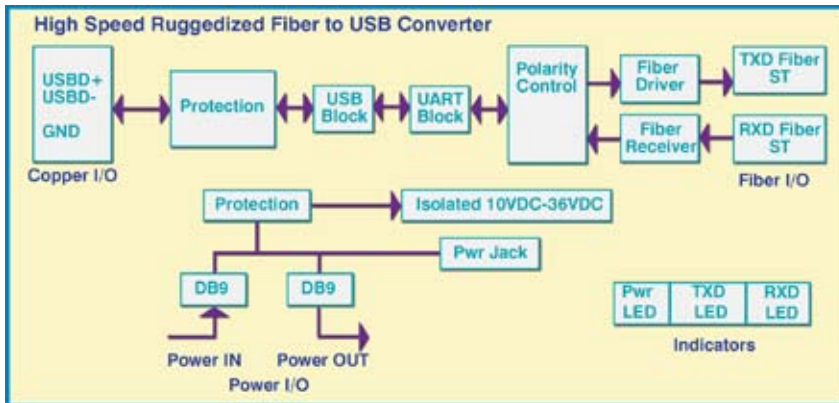 High Speed Ruggedized Fiber to USB Converter
USBD+
USBD-
GND
Copper I/O
Protection
USB
Block
UART
Block
Polarity
Control
Fiber
Driver
TXD Fiber
ST
Fiber
Receiver
RXD Fiber
ST
Fiber I/O
Protection
Isolated 10VDC-36VDC
Pwr Jack
DB9
DB9
Power IN
Power OUT
Power I/O
Pwr
LED
TXD
LED
RXD
LED
Indicators